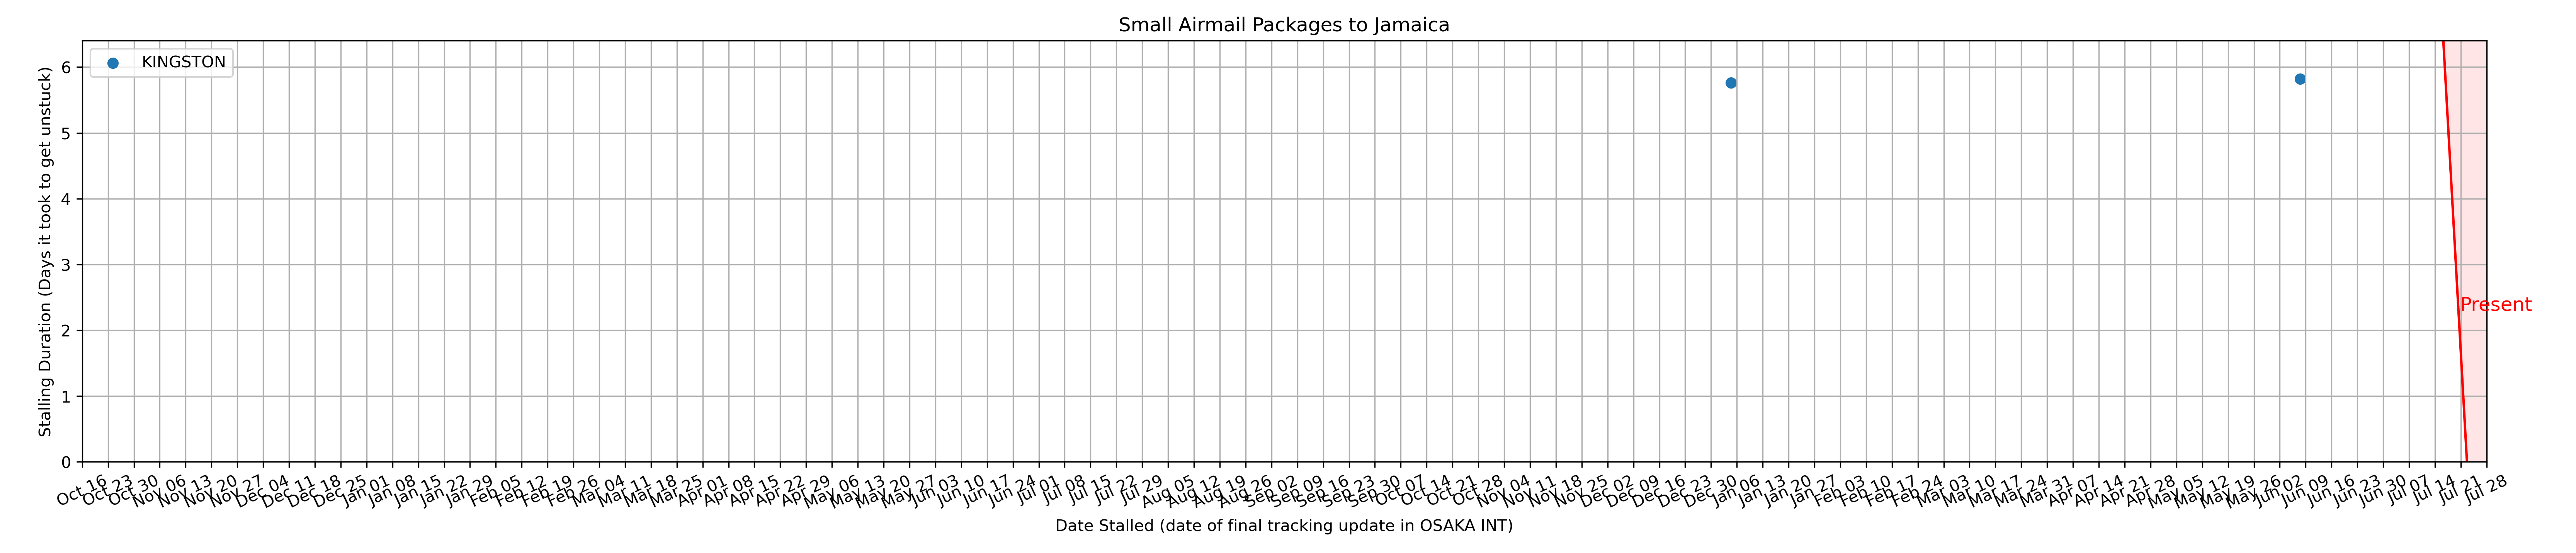 Small Airmail Packages to Jamaica
KINGSTON
Stalling Duration (Days it took to get unstuck)
6
5
4
3
2
1
0
Present
Oct 16 Oct 23 Oct 30 Nov 06 Nov 13 Nov 20 Nov 27 Dec 04 Dec 11 Dec 18 Dec 25 Jan 01 Jan 08 Jan 15 Jan 22 Jan 29 Feb 05 Feb 12 Feb 19 Feb 26 Mar 04 Mar 11 Mar 18 Mar 25 Apr 01 Apr 08 Apr 15 Apr 22 Apr 29 May 06 May 13 May 20 May 27 Jun 03 Jun 10 Jun 17 Jun 24 Jul 01 Jul 08 Jul 15 Jul 22 Jul 29 Aug 05 Aug 12 Aug 19 Aug 26 Sep 02 Sep 09 Sep 16 Sep 23 Sep 30 Oct 07 Oct 14 Oct 21 Oct 28 Nov 04 Nov 11 Nov 18 Nov 25 Dec 02 Dec 09 Dec 16 Dec 23 Dec 30 Jan 06 Jan 13 Jan 20 Jan 27 Feb 03 Feb 10 Feb 17 Feb 24 Mar 03 Mar 10 Mar 17 Mar 24 Mar 31 Apr 07 Apr 14 Apr 21 Apr 28 May 05 May 12 May 19 May 26 Jun 02 Jun 09 Jun 16 Jun 23 Jun 30 Jul 07 Jul 14 Jul 21 Jul 28
Date Stalled (date of final tracking update in OSAKA INT)